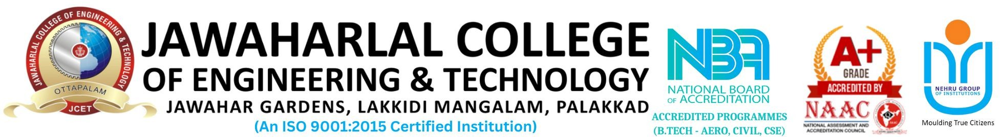 JAWAHARLAL COLLEGE OF ENGINEERING & TECHNOLOGY
OTTAPALAM
JCET
JAWAHARLAL COLLEGE
OF ENGINEERING & TECHNOLOGY
JAWAHAR GARDENS, LAKKIDI MANGALAM, PALAKKAD
(An ISO 9001:2015 Certified Institution)
NBA
NATIONAL BOARD
OF ACCREDITATION
ACCREDITED PROGRAMMES
(B.TECH - AERO, CIVIL, CSE)
A+
GRADE
ACCREDITED BY
NAAC
NATIONAL ASSESSMENT AND
ACCREDITATION COUNCIL
NEHRU GROUP
OF INSTITUTIONS
Moulding True Citizens